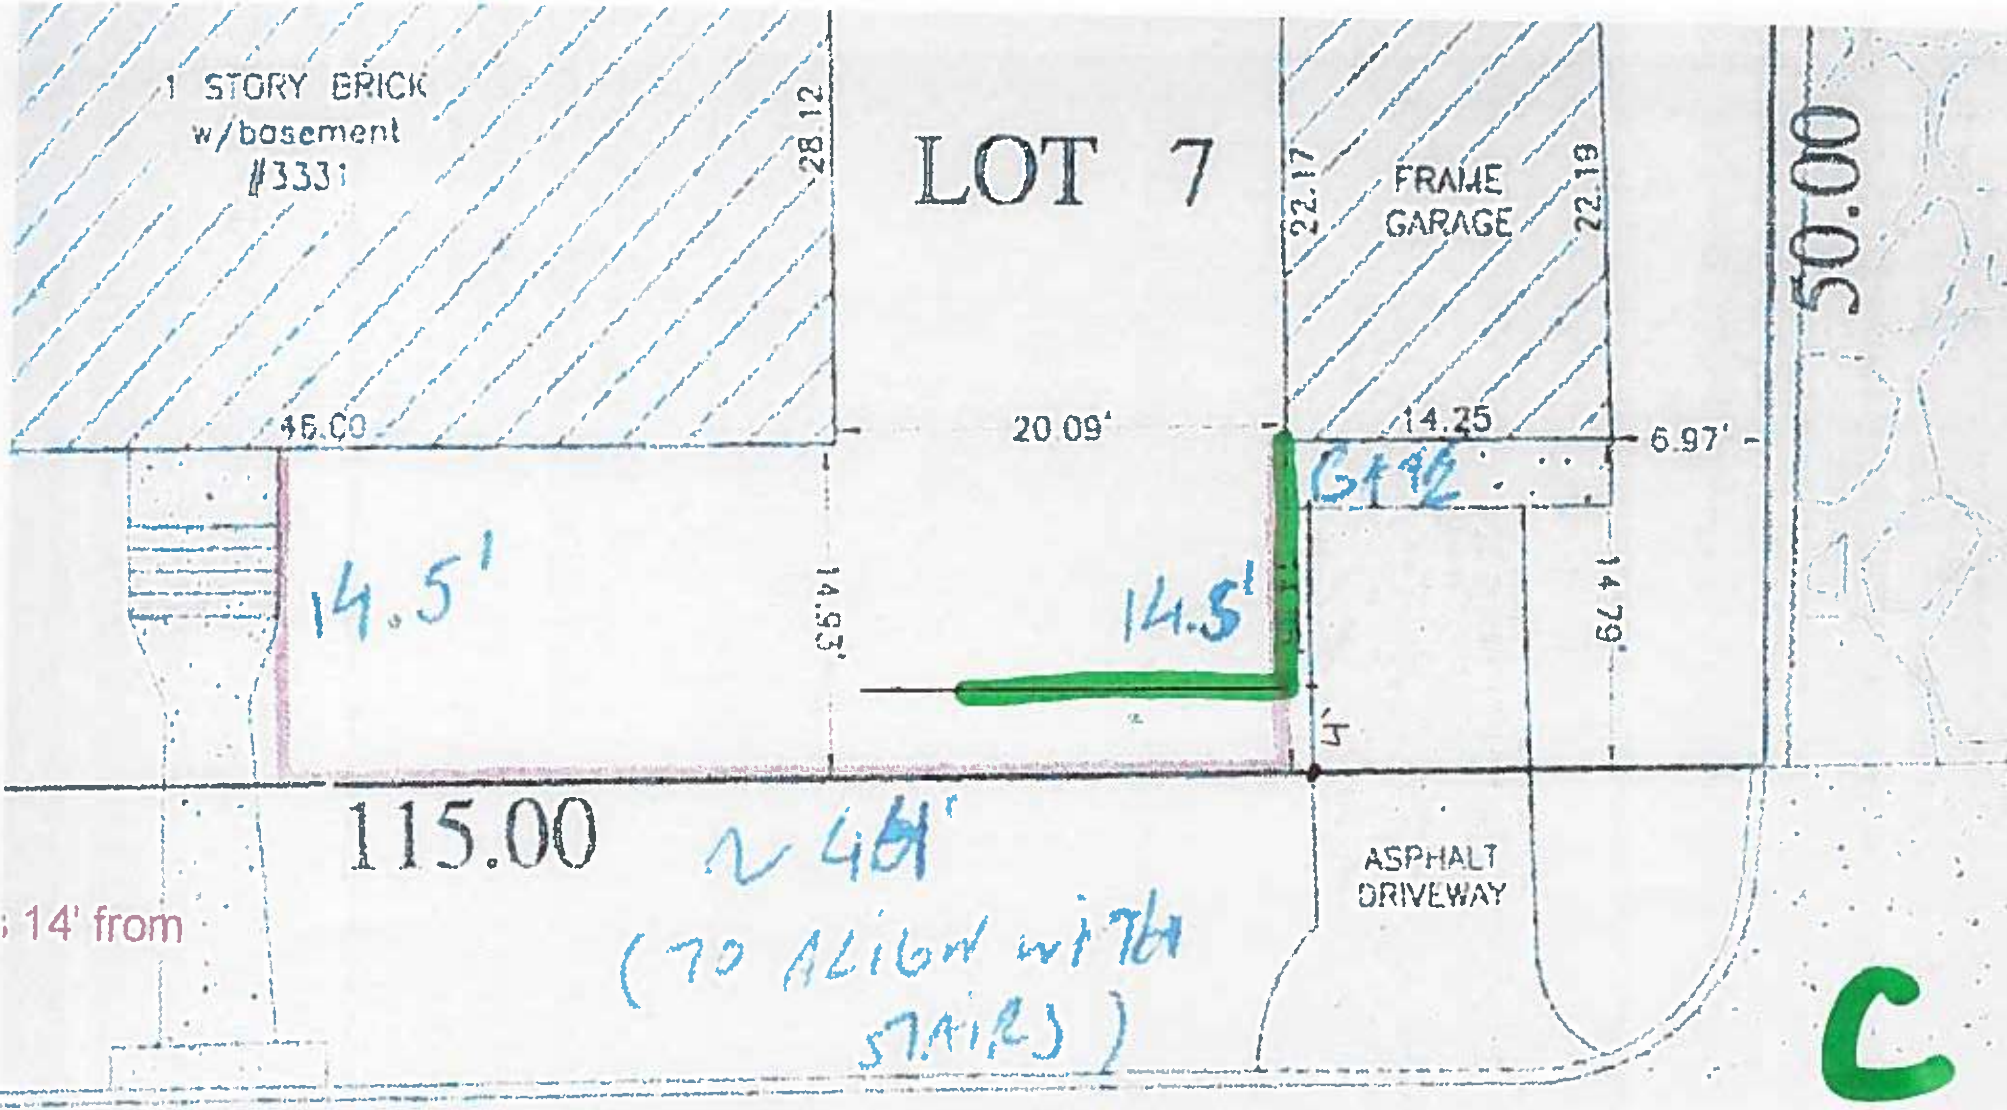 1 STORY BRICK
w/basement
#3331
28.12
LOT 7
22.17
FRAME
GARAGE
22.19
50.00
46.00
20.09'
14.25
6.97'
14.5'
14.93'
14.5'
14.79'
4'
115.00
(TO ALIGN WITH
STAIRS)
ASPHALT
DRIVEWAY
14' from
C